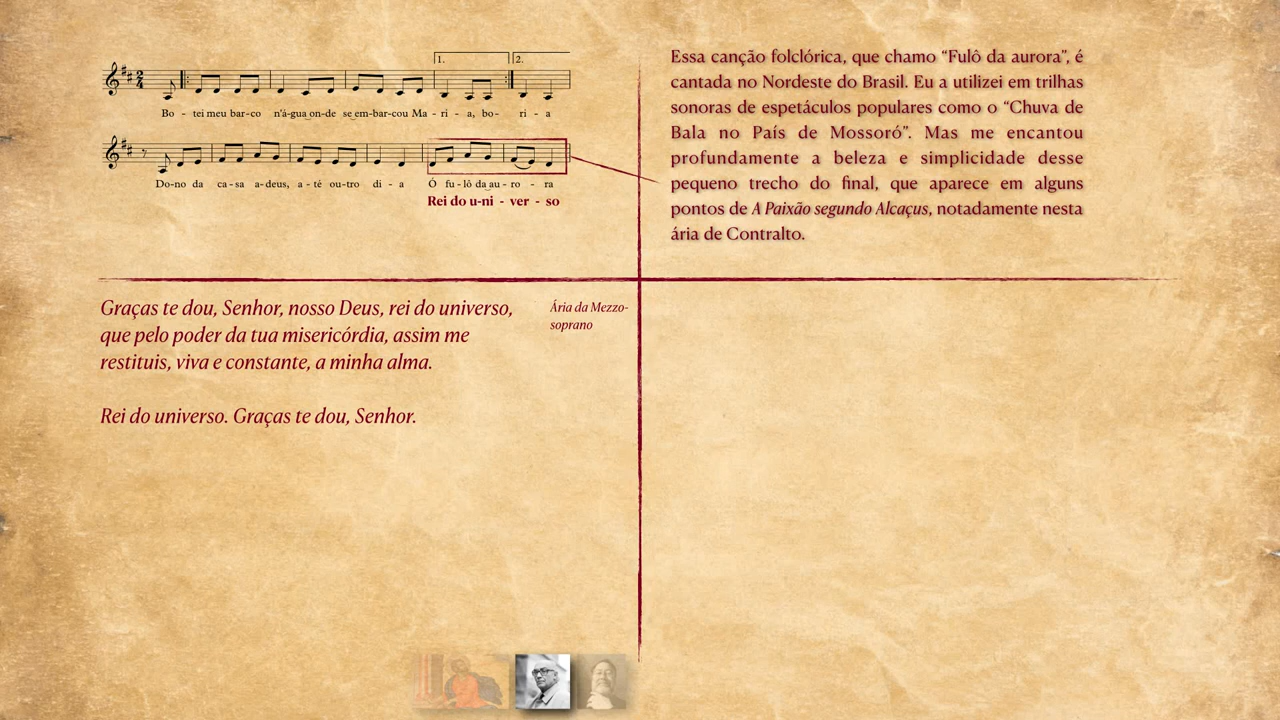 1. 2.
Bo - tei meu bar-co n'á-gua on-de se em-bar-cou Ma - ri - a, bo- ri - a
Do-no da ca-sa a-deus, a - té ou-tro di - a Ó fu-lô da au-ro - ra
Rei do u-ni - ver - so
Essa canção folclórica, que chamo “Fulô da aurora”, é
cantada no Nordeste do Brasil. Eu a utilizei em trilhas
sonoras de espetáculos populares como o “Chuva de
Bala no País de Mossoró”. Mas me encantou
profundamente a beleza e simplicidade desse
pequeno trecho do final, que aparece em alguns
pontos de A Paixão segundo Alcaçus, notadamente nesta
ária de Contralto.
Graças te dou, Senhor, nosso Deus, rei do universo,
que pelo poder da tua misericórdia, assim me
restituis, viva e constante, a minha alma.
Rei do universo. Graças te dou, Senhor.
Ária da Mezzo-
soprano